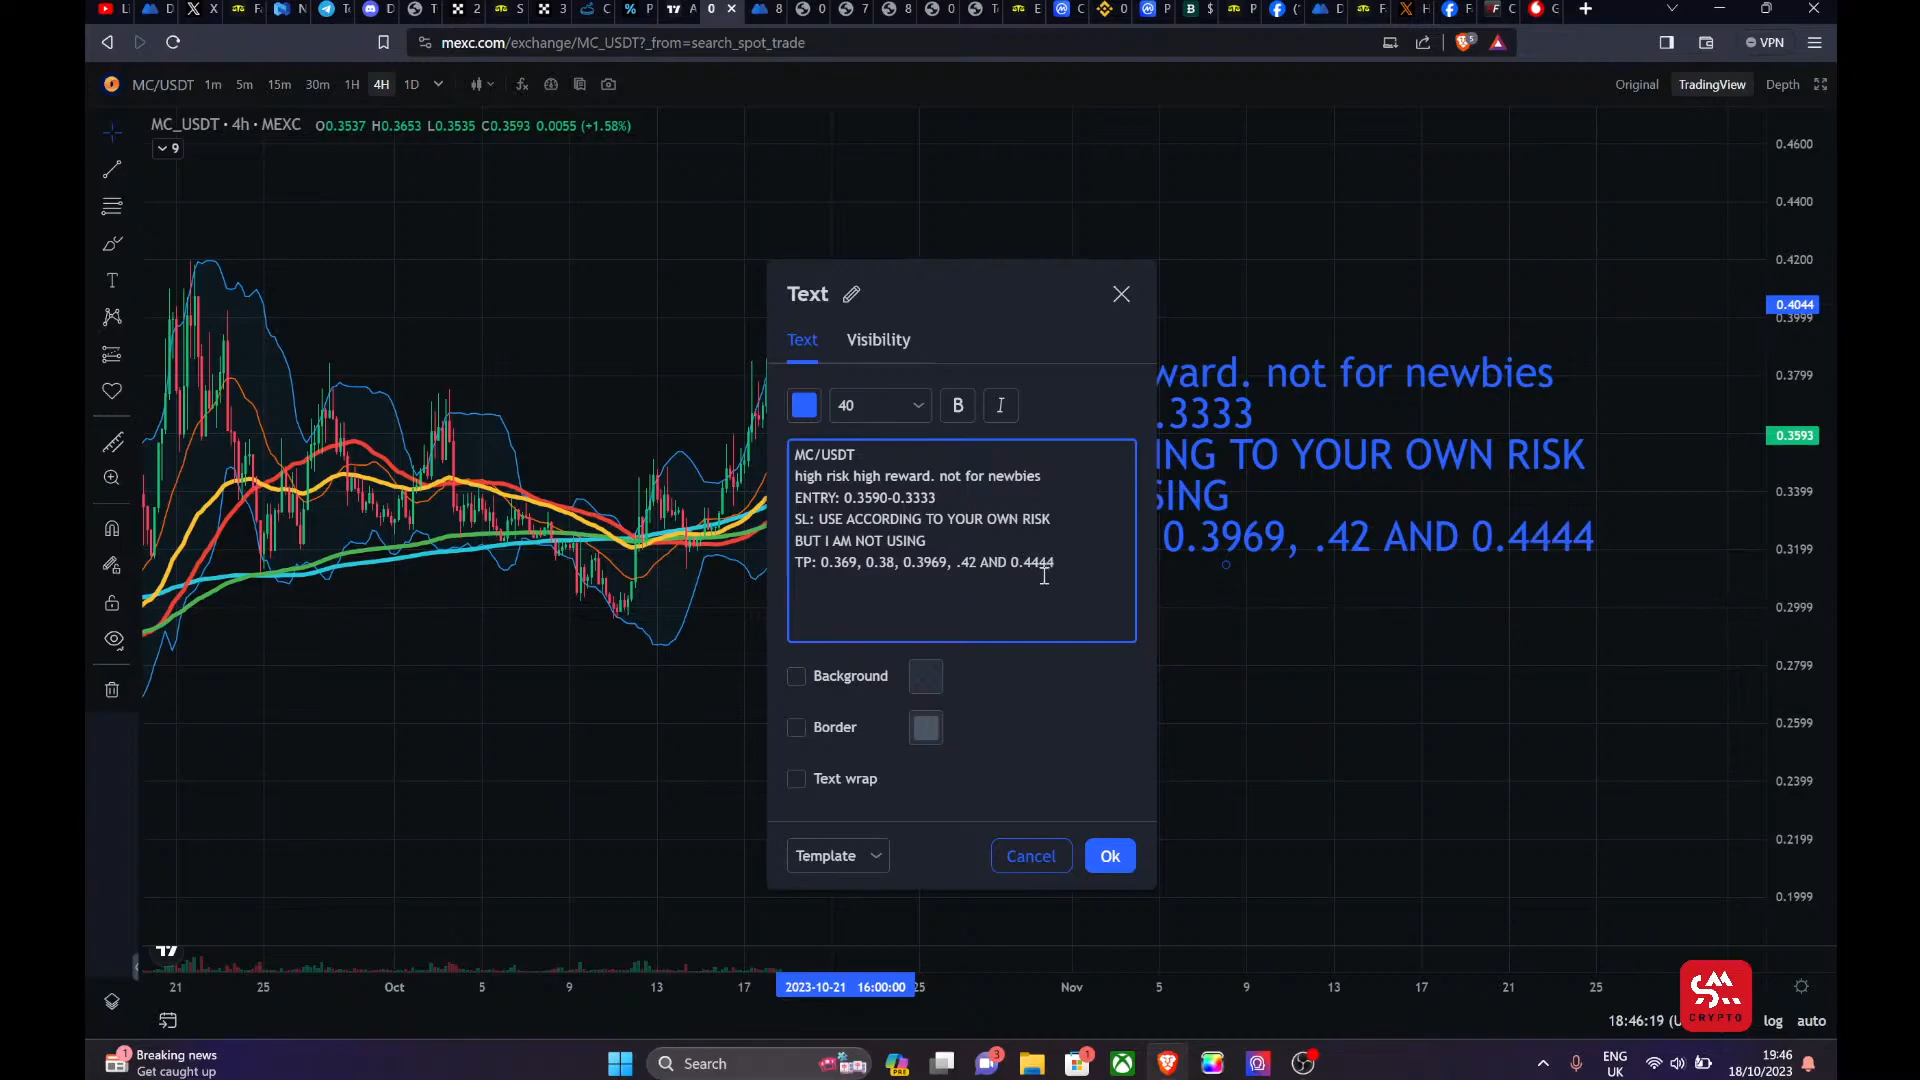 mexc.com/exchange/MC_USDT?_from=search_spot_trade
VPN
MC/USDT 1m 5m 15m 30m 1H 4H 1D
Original TradingView Depth
MC_USDT • 4h • MEXC O0.3537 H0.3653 L0.3535 C0.3593 0.0055 (+1.58%)
9
0.4600
0.4400
0.4200
0.4044
0.3999
0.3799
0.3593
0.3399
0.3199
0.2999
0.2799
0.2599
0.2399
0.2199
0.1999
Text
Text Visibility
40 B I
MC/USDT
high risk high reward. not for newbies
ENTRY: 0.3590-0.3333
SL: USE ACCORDING TO YOUR OWN RISK
BUT I AM NOT USING
TP: 0.369, 0.38, 0.3969, .42 AND 0.4444
Background
Border
Text wrap
Template Cancel Ok
ward. not for newbies
.3333
ING TO YOUR OWN RISK
SING
0.3969, .42 AND 0.4444
21 25 Oct 5 9 13 17 2023-10-21 16:00:00 25 Nov 5 9 13 17 21 25
18:46:19 (U log auto
SM
CRYPTO
Breaking news
Get caught up
Search
ENG
UK
19:46
18/10/2023